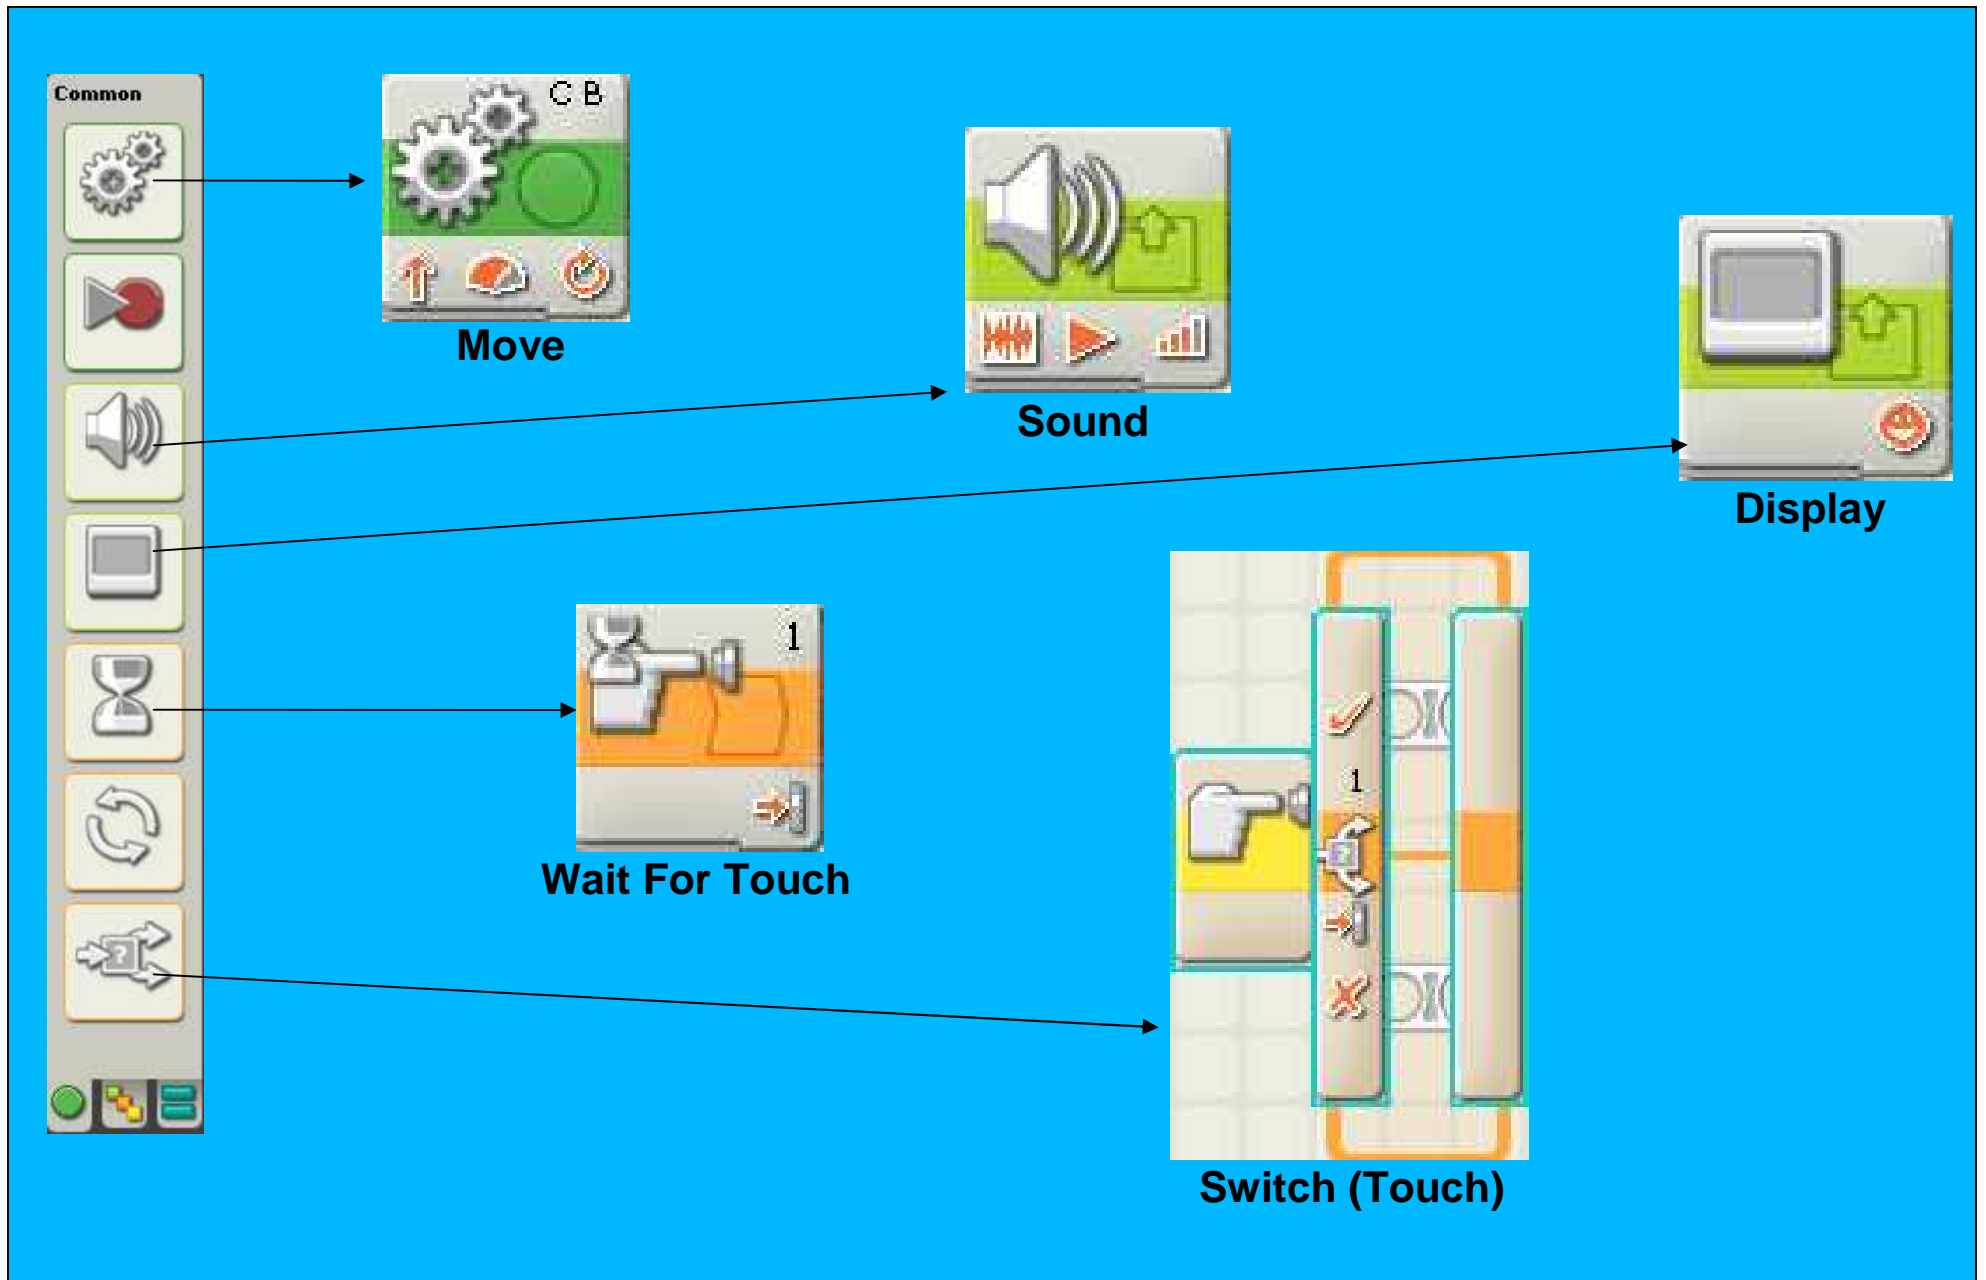 Common
C B
Move
Sound
Display
1
Wait For Touch
1
?
?
Switch (Touch)